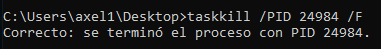 C:\Users\axel1\Desktop>taskkill /PID 24984 /F
Correcto: se terminó el proceso con PID 24984.